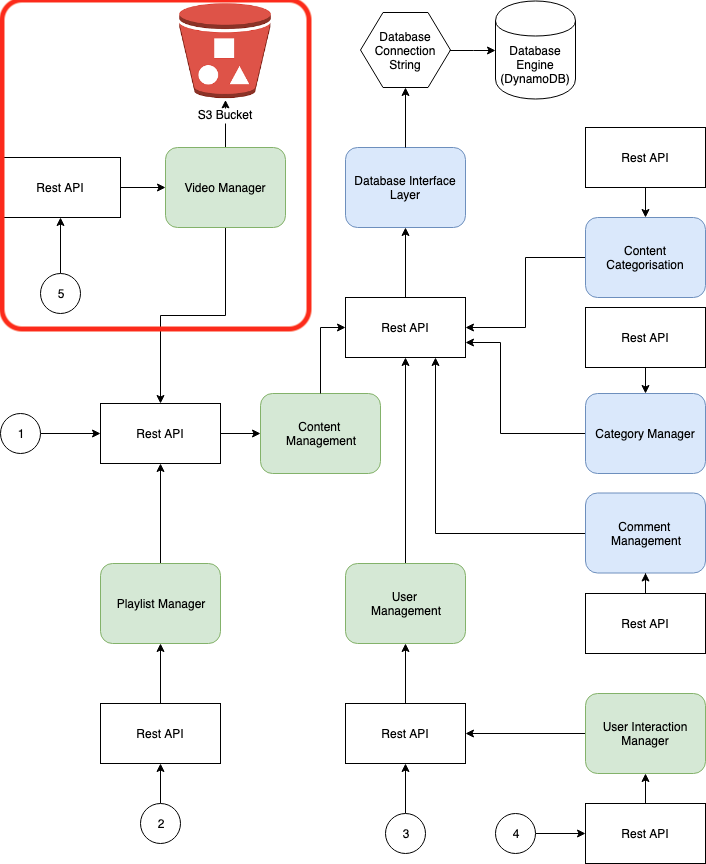 Database
Connection
String
Database
Engine
(DynamoDB)
S3 Bucket
Rest API
Rest API
Video Manager
Database Interface
Layer
Content
Categorisation
5
Rest API
Rest API
Rest API
1
Rest API
Content
Management
Category Manager
Comment
Management
Playlist Manager
User
Management
Rest API
Rest API
Rest API
User Interaction
Manager
2
3
4
Rest API